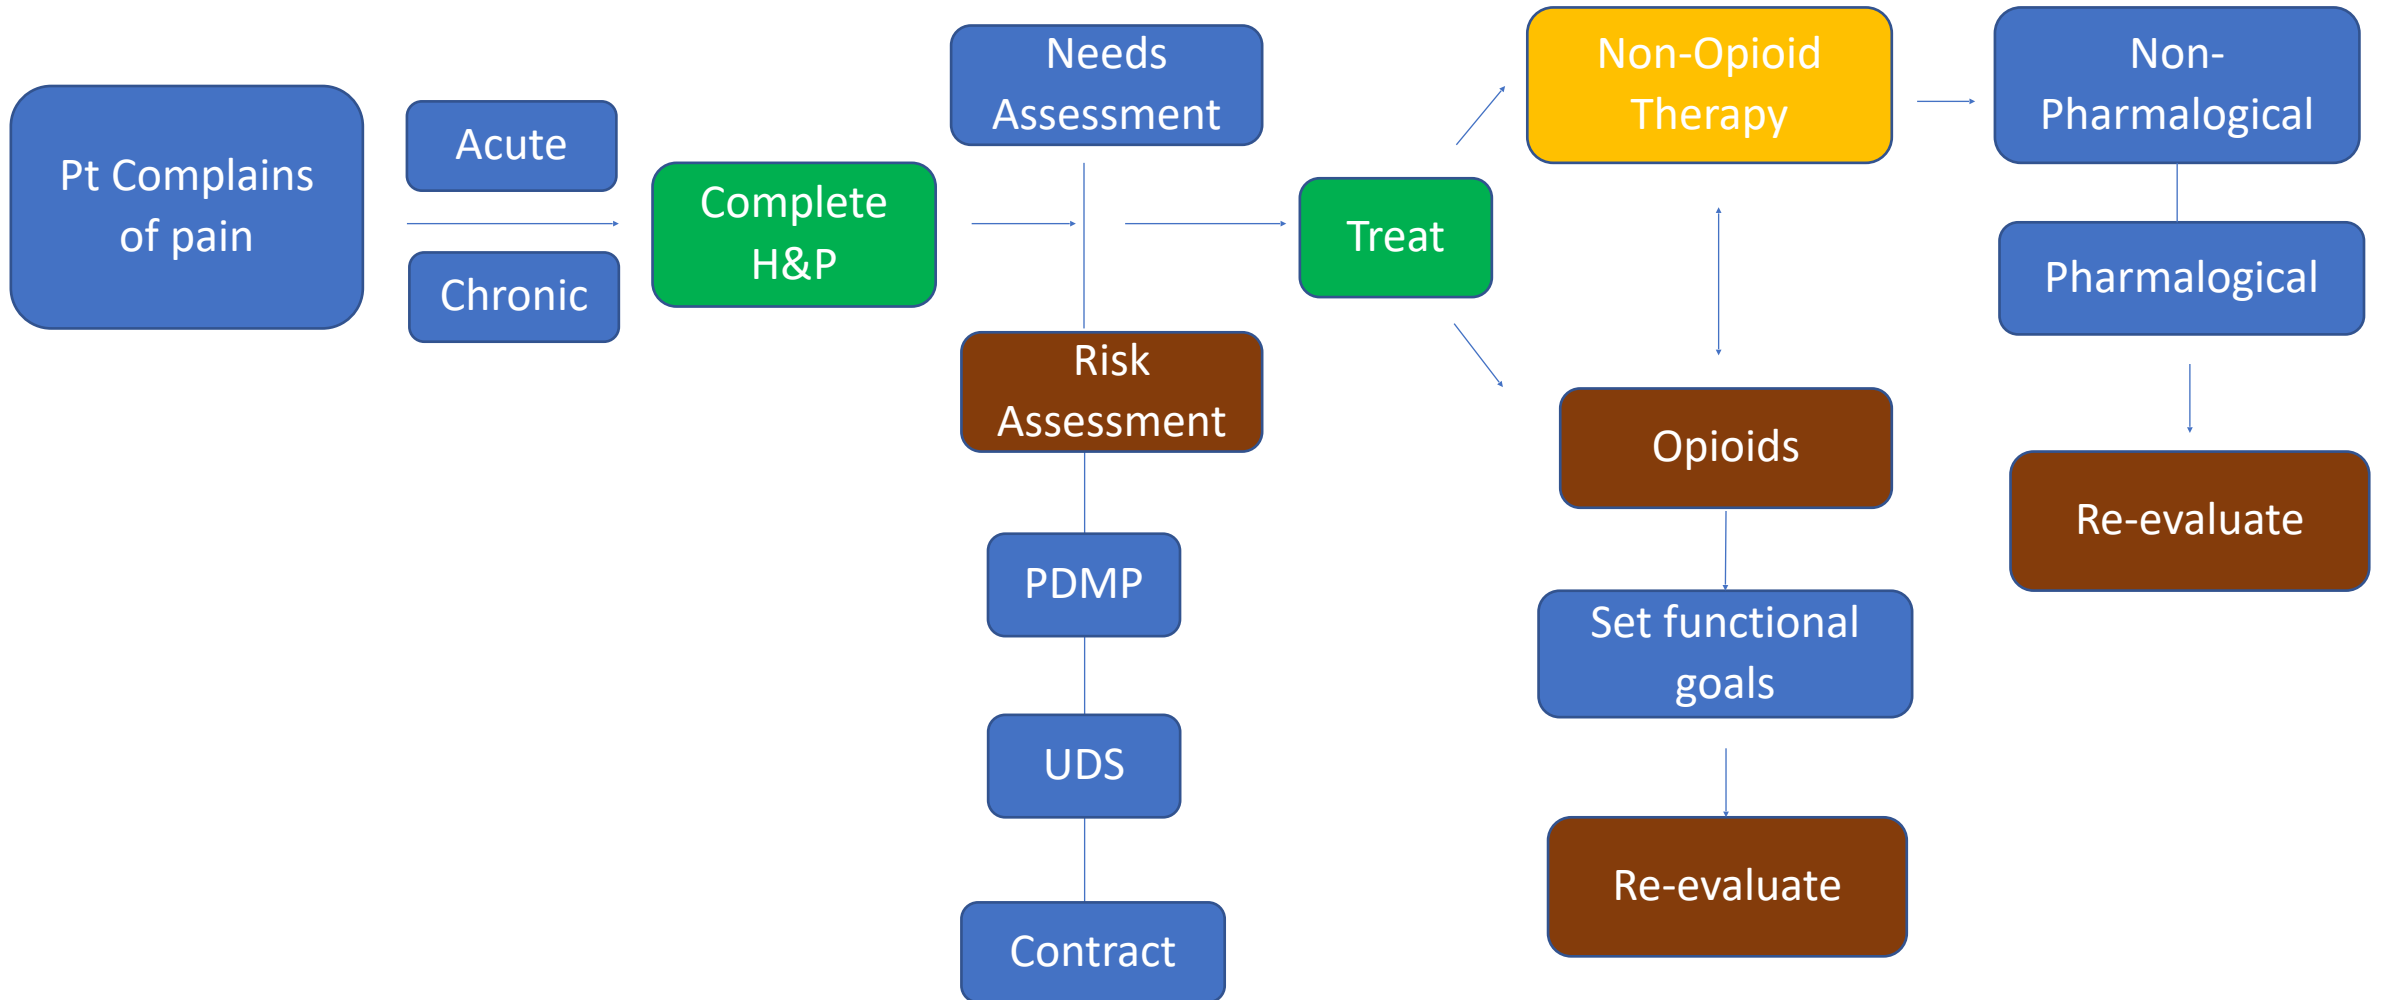 Pt Complains
of pain
Acute
Chronic
Complete
H&P
Needs
Assessment
Risk
Assessment
PDMP
UDS
Contract
Treat
Non-Opioid
Therapy
Opioids
Set functional
goals
Re-evaluate
Non-
Pharmalogical
Pharmalogical
Re-evaluate